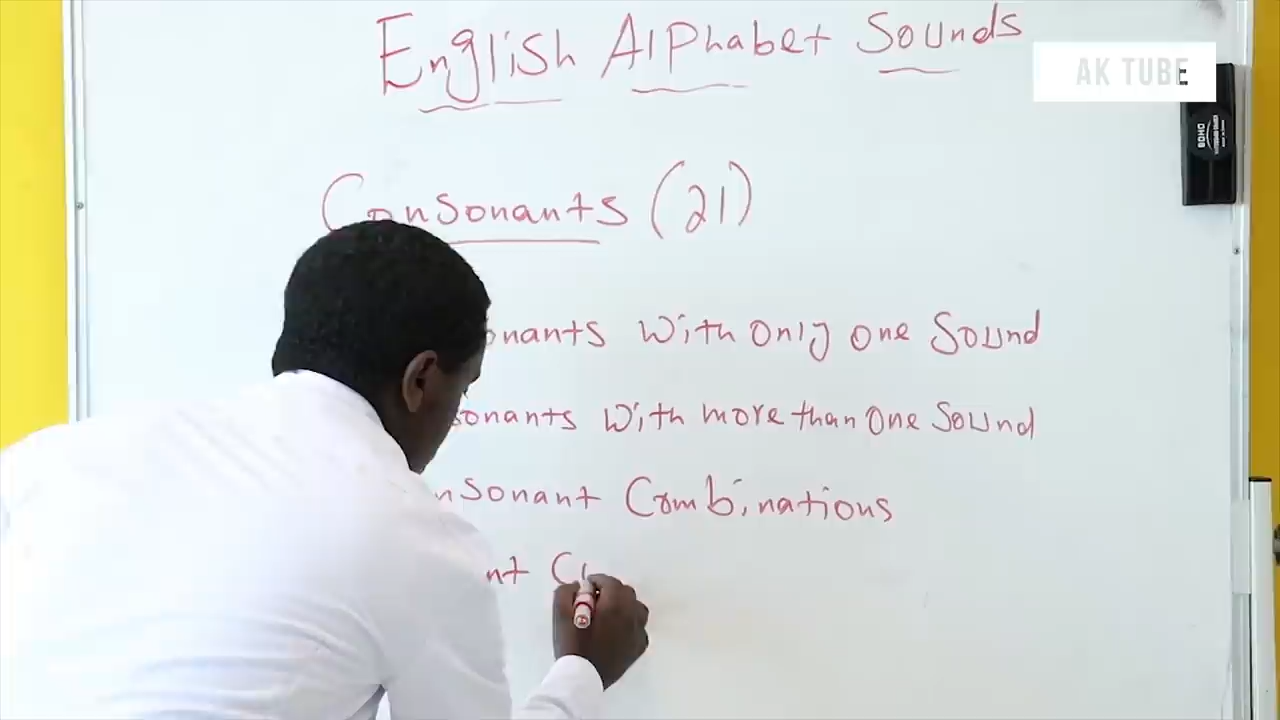 English Alphabet Sounds
AK TUBE
SOHO
Consonants (21)
onants with only one Sound
sonants with more than One Sound
nsonant Combinations
nt C